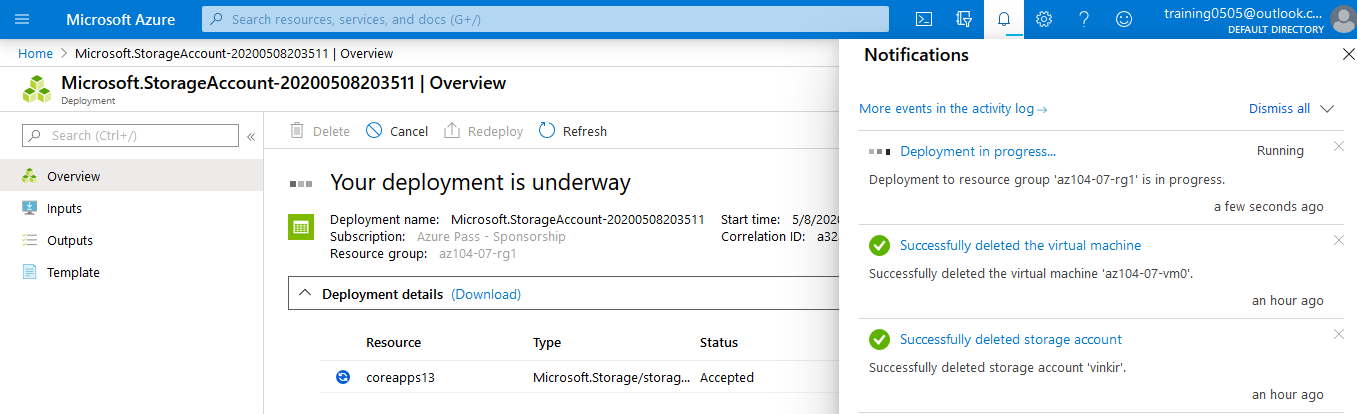 Microsoft Azure
Search resources, services, and docs (G+/)
training0505@outlook.c...
DEFAULT DIRECTORY
Home > Microsoft.StorageAccount-20200508203511 | Overview
Microsoft.StorageAccount-20200508203511 | Overview
Deployment
Search (Ctrl+/)
«
Overview
Inputs
Outputs
Template
Delete Cancel Redeploy Refresh
Your deployment is underway
Deployment name: Microsoft.StorageAccount-20200508203511 Start time: 5/8/2020
Subscription: Azure Pass - Sponsorship Correlation ID: a32
Resource group: az104-07-rg1
Deployment details (Download)
Resource Type Status
coreapps13 Microsoft.Storage/storag... Accepted
Notifications
More events in the activity log → Dismiss all
Deployment in progress... Running
Deployment to resource group 'az104-07-rg1' is in progress.
a few seconds ago
Successfully deleted the virtual machine
Successfully deleted the virtual machine 'az104-07-vm0'.
an hour ago
Successfully deleted storage account
Successfully deleted storage account 'vinkir'.
an hour ago